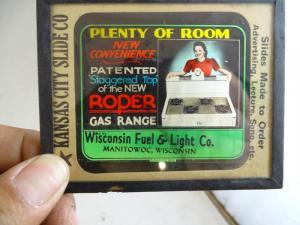 PLENTY OF ROOM
NEW
CONVENIENCE
PATENTED
"Staggered Top"
of the NEW
ROPER
GAS RANGE
Wisconsin Fuel & Light Co.
MANITOWOC, WISCONSIN
★ KANSAS CITY SLIDE CO
Slides Made to Order
Advertising, Lecture, Song, etc.